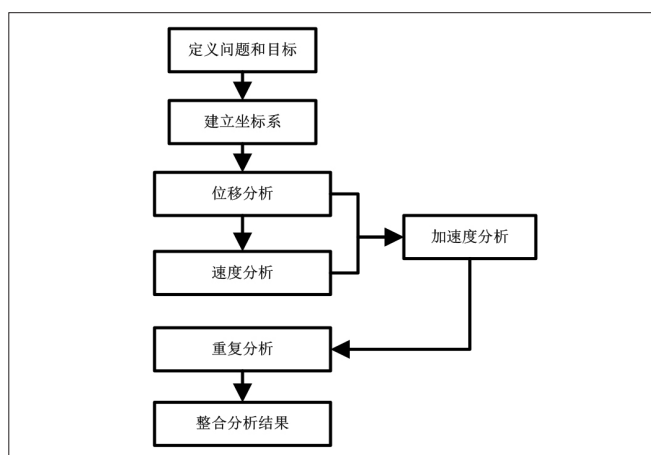 定义问题和目标
建立坐标系
位移分析
速度分析
加速度分析
重复分析
整合分析结果